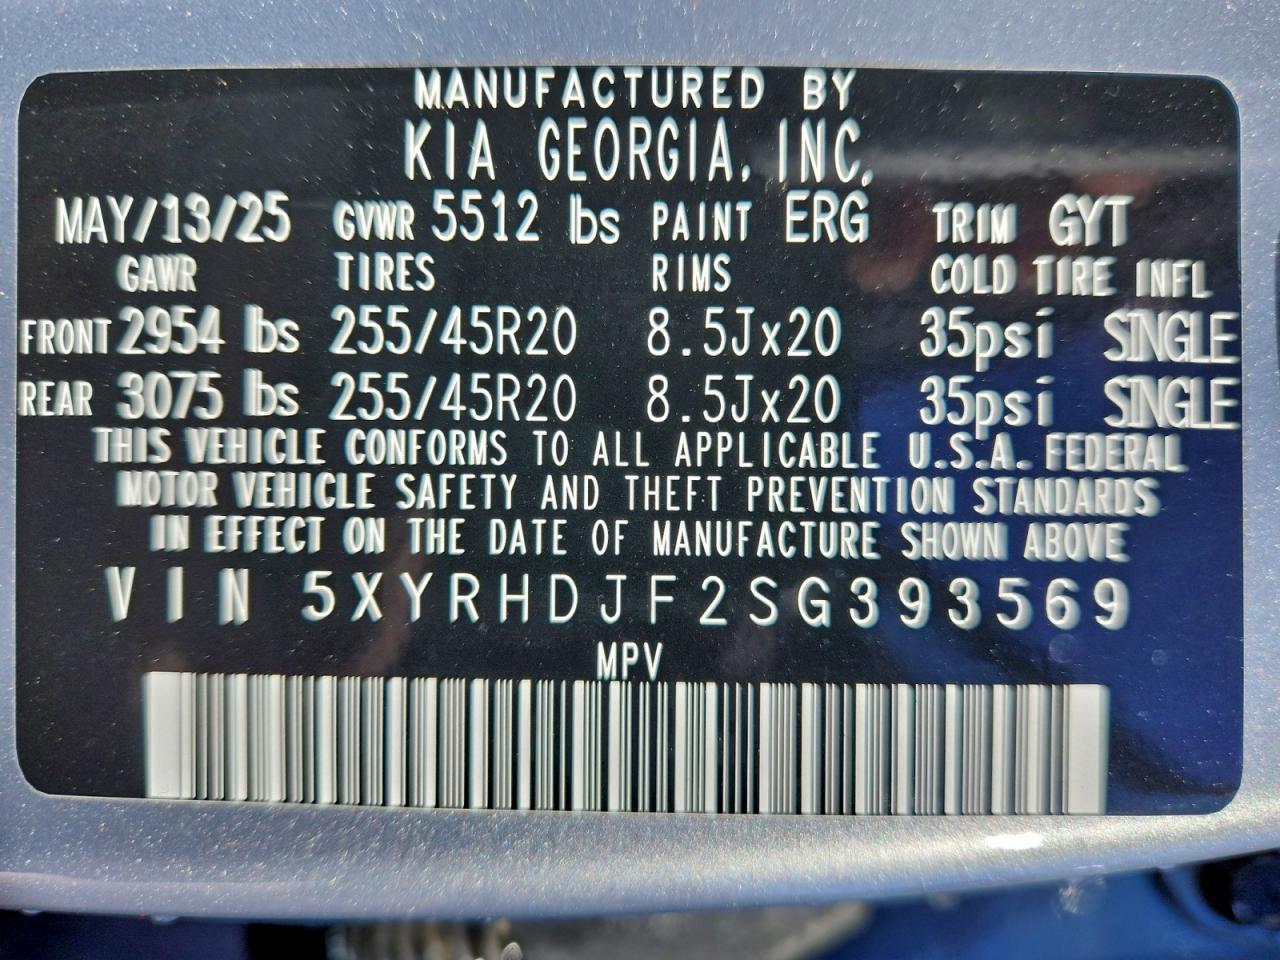 MANUFACTURED BY
KIA GEORGIA, INC.
MAY/13/25 GVWR 5512 lbs PAINT ERG TRIM GYT
GAWR TIRES RIMS COLD TIRE INFL
FRONT 2954 lbs 255/45R20 8.5Jx20 35psi SINGLE
REAR 3075 lbs 255/45R20 8.5Jx20 35psi SINGLE
THIS VEHICLE CONFORMS TO ALL APPLICABLE U.S.A. FEDERAL
MOTOR VEHICLE SAFETY AND THEFT PREVENTION STANDARDS
IN EFFECT ON THE DATE OF MANUFACTURE SHOWN ABOVE
VIN 5XYRHDJF2SG393569
MPV